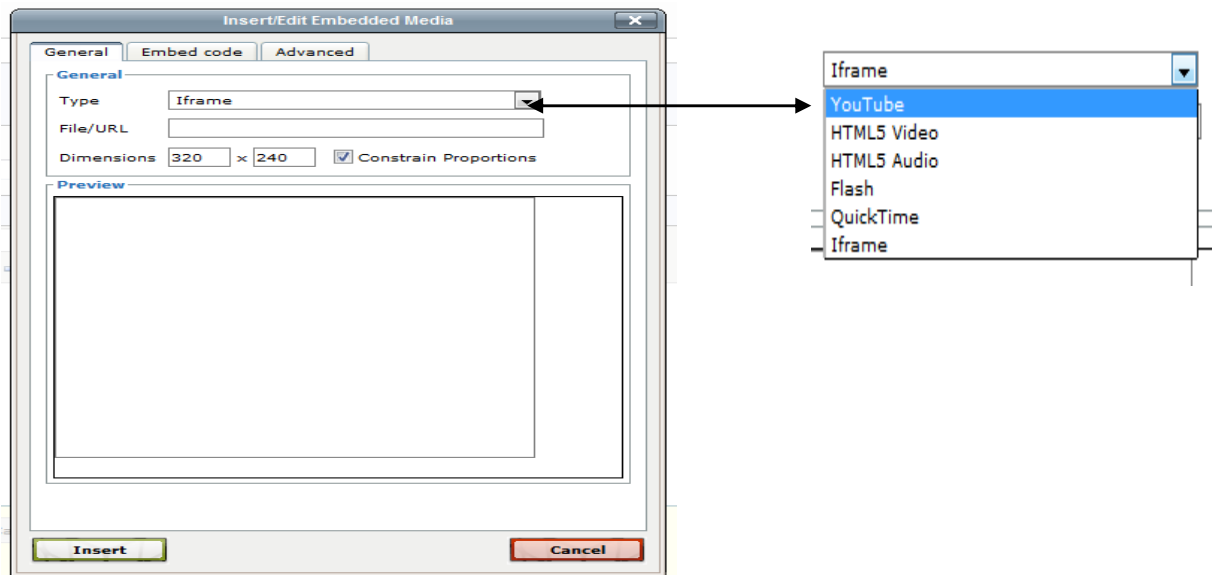 Insert/Edit Embedded Media
General Embed code Advanced
General
Type Iframe
File/URL
Dimensions 320 x 240 Constrain Proportions
Preview
Insert Cancel
Iframe
YouTube
HTML5 Video
HTML5 Audio
Flash
QuickTime
Iframe